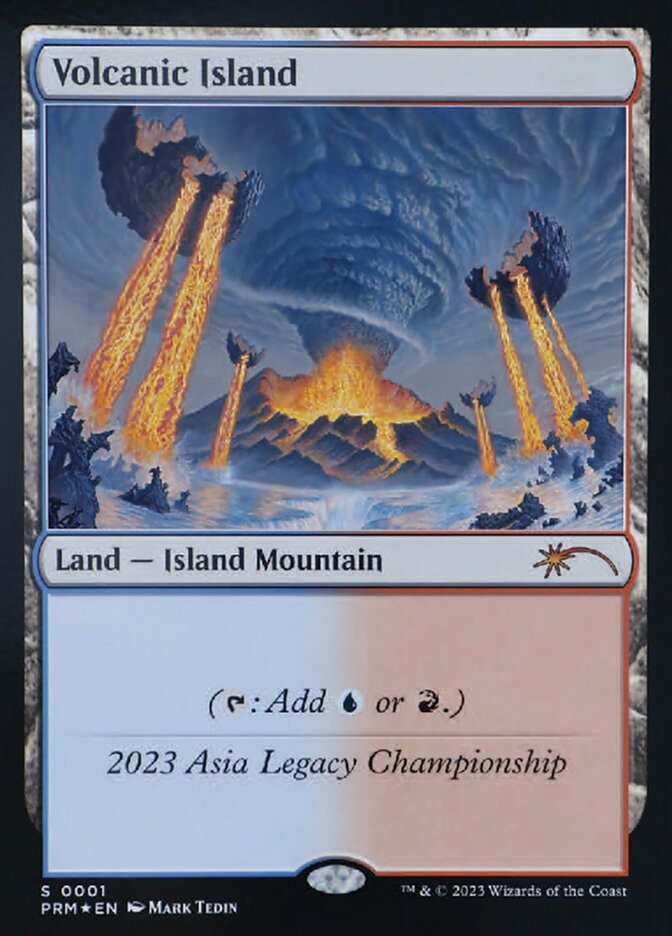 Volcanic Island
Land — Island Mountain
(: Add or .)
2023 Asia Legacy Championship
S 0001
PRM★EN Mark Tedin
™ & © 2023 Wizards of the Coast